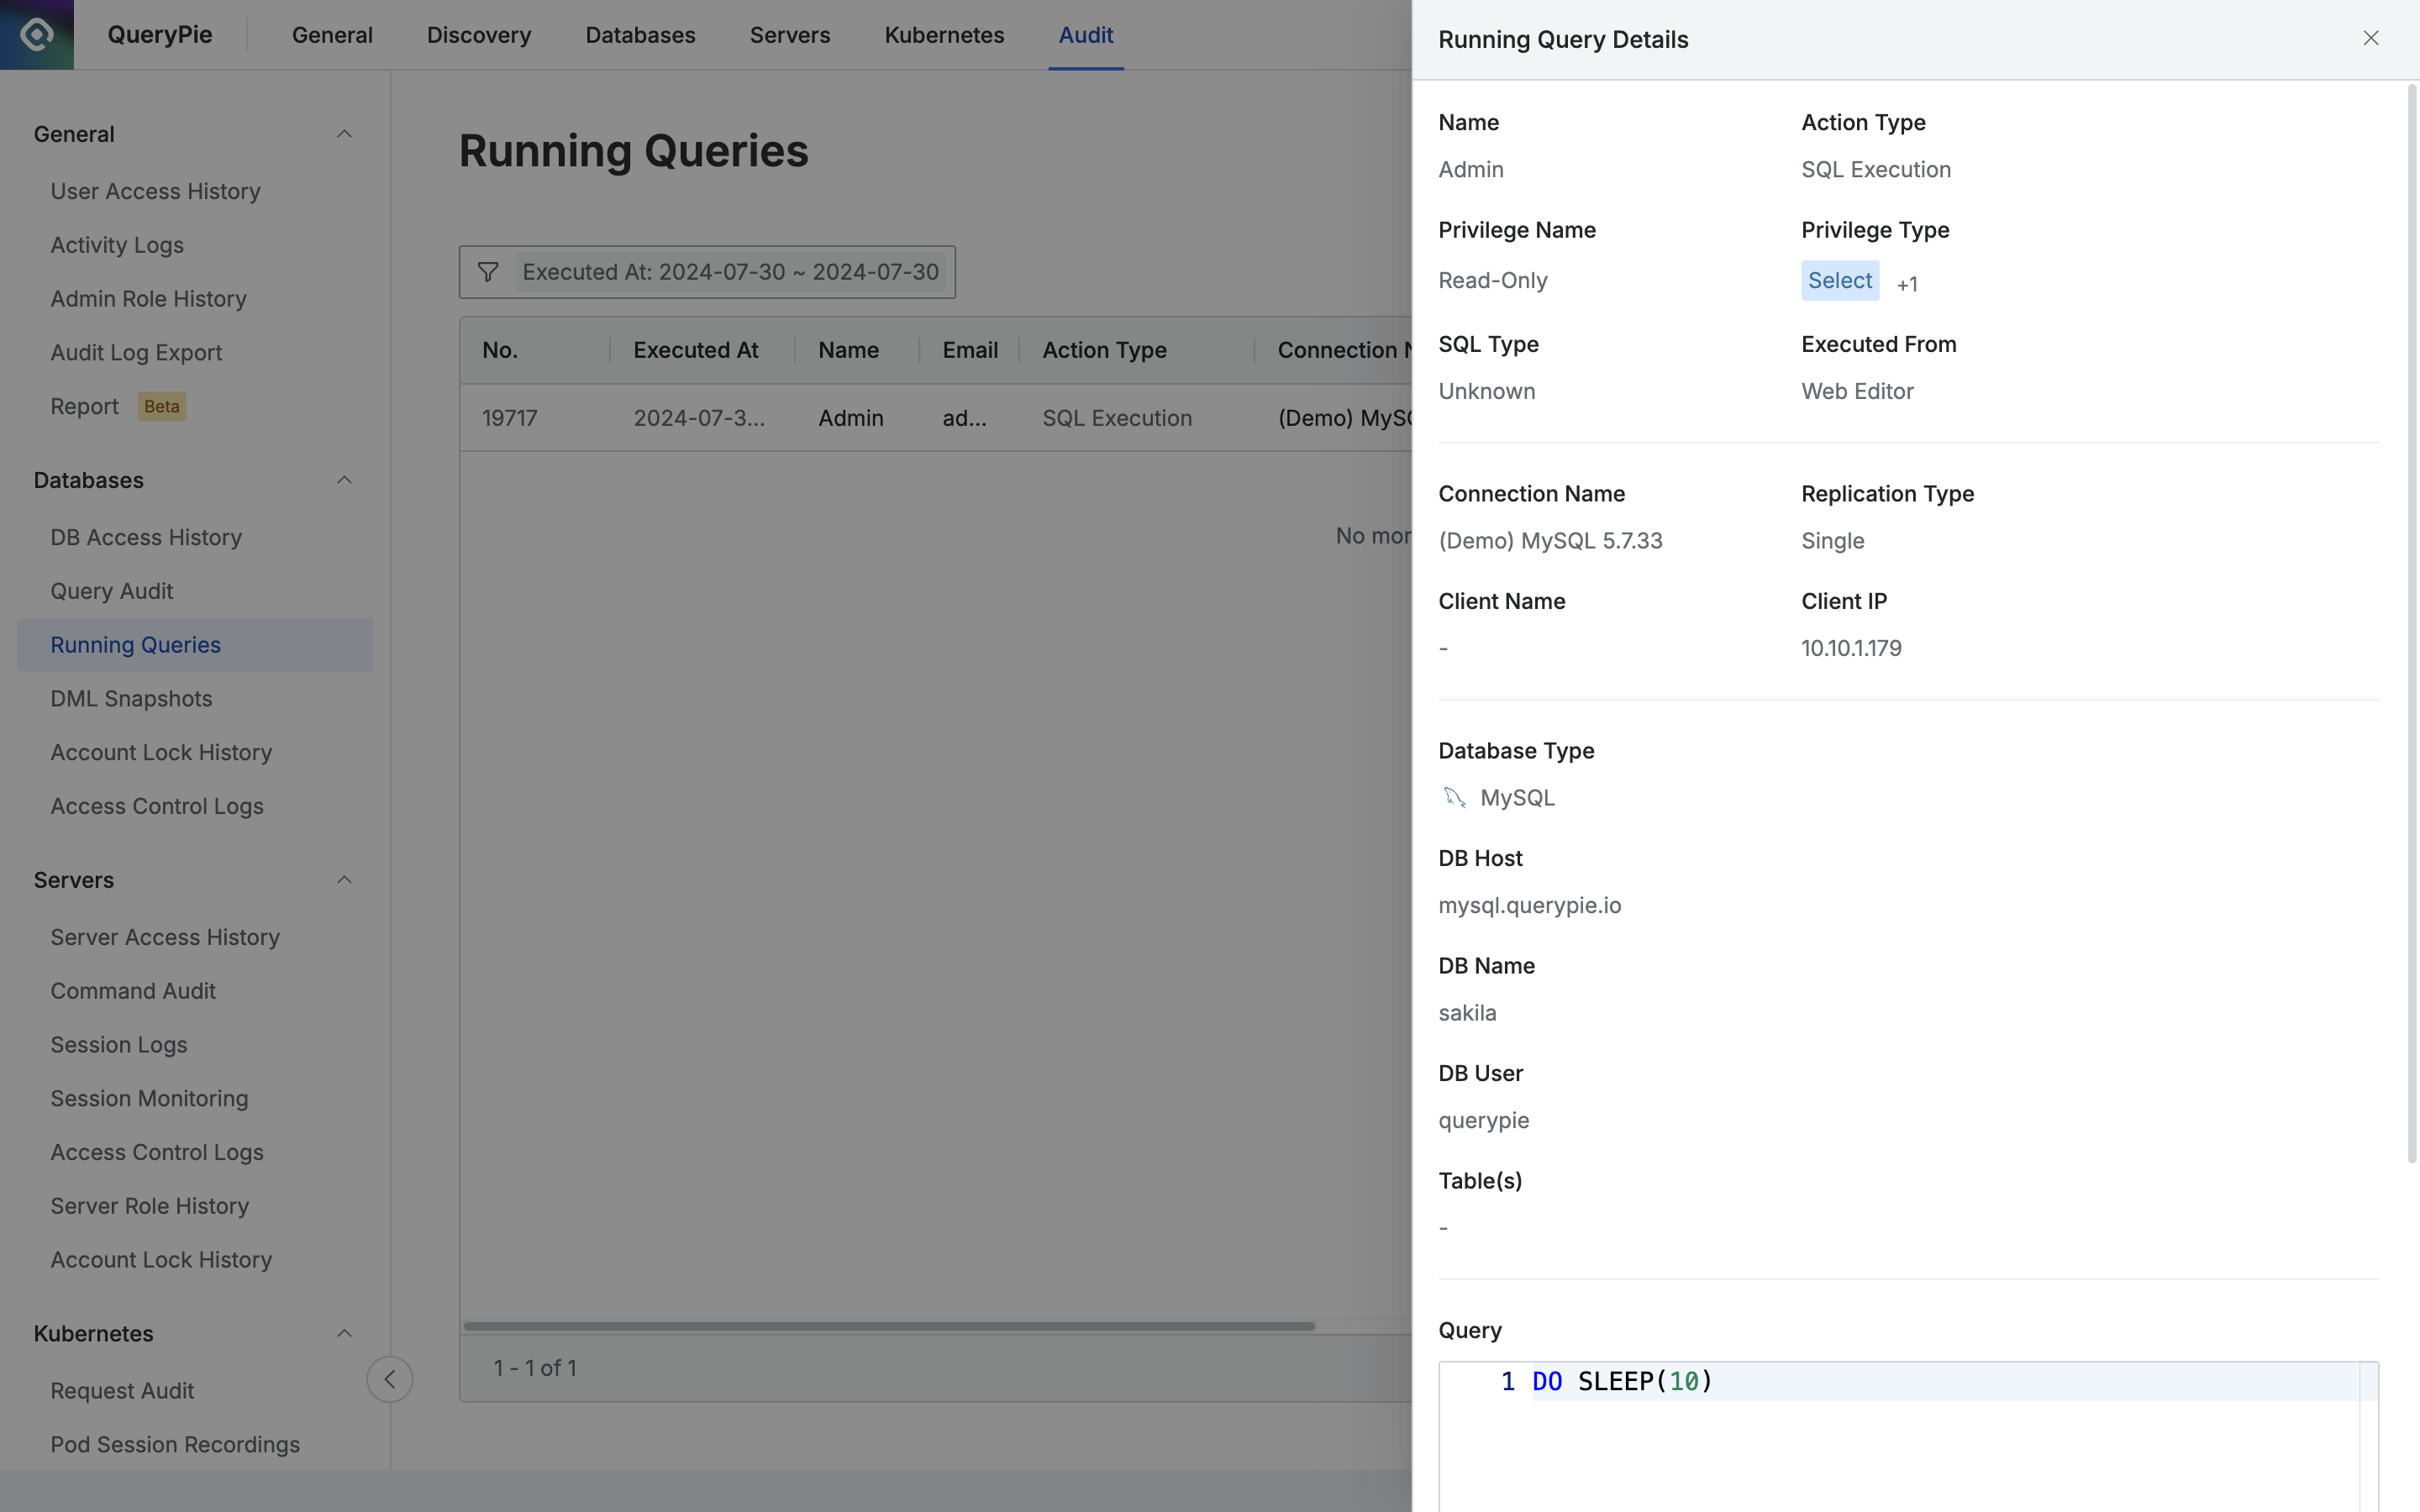 QueryPie
General
Discovery
Databases
Servers
Kubernetes
Audit
General
User Access History
Activity Logs
Admin Role History
Audit Log Export
Report Beta
Databases
DB Access History
Query Audit
Running Queries
DML Snapshots
Account Lock History
Access Control Logs
Servers
Server Access History
Command Audit
Session Logs
Session Monitoring
Access Control Logs
Server Role History
Account Lock History
Kubernetes
Request Audit
Pod Session Recordings
Running Queries
Executed At: 2024-07-30 ~ 2024-07-30
No. Executed At Name Email Action Type Connection N
19717 2024-07-3... Admin ad... SQL Execution (Demo) MySQ
No mor
1 - 1 of 1
Running Query Details
Name Action Type
Admin SQL Execution
Privilege Name Privilege Type
Read-Only Select +1
SQL Type Executed From
Unknown Web Editor
Connection Name Replication Type
(Demo) MySQL 5.7.33 Single
Client Name Client IP
- 10.10.1.179
Database Type
MySQL
DB Host
mysql.querypie.io
DB Name
sakila
DB User
querypie
Table(s)
-
Query
1 DO SLEEP(10)